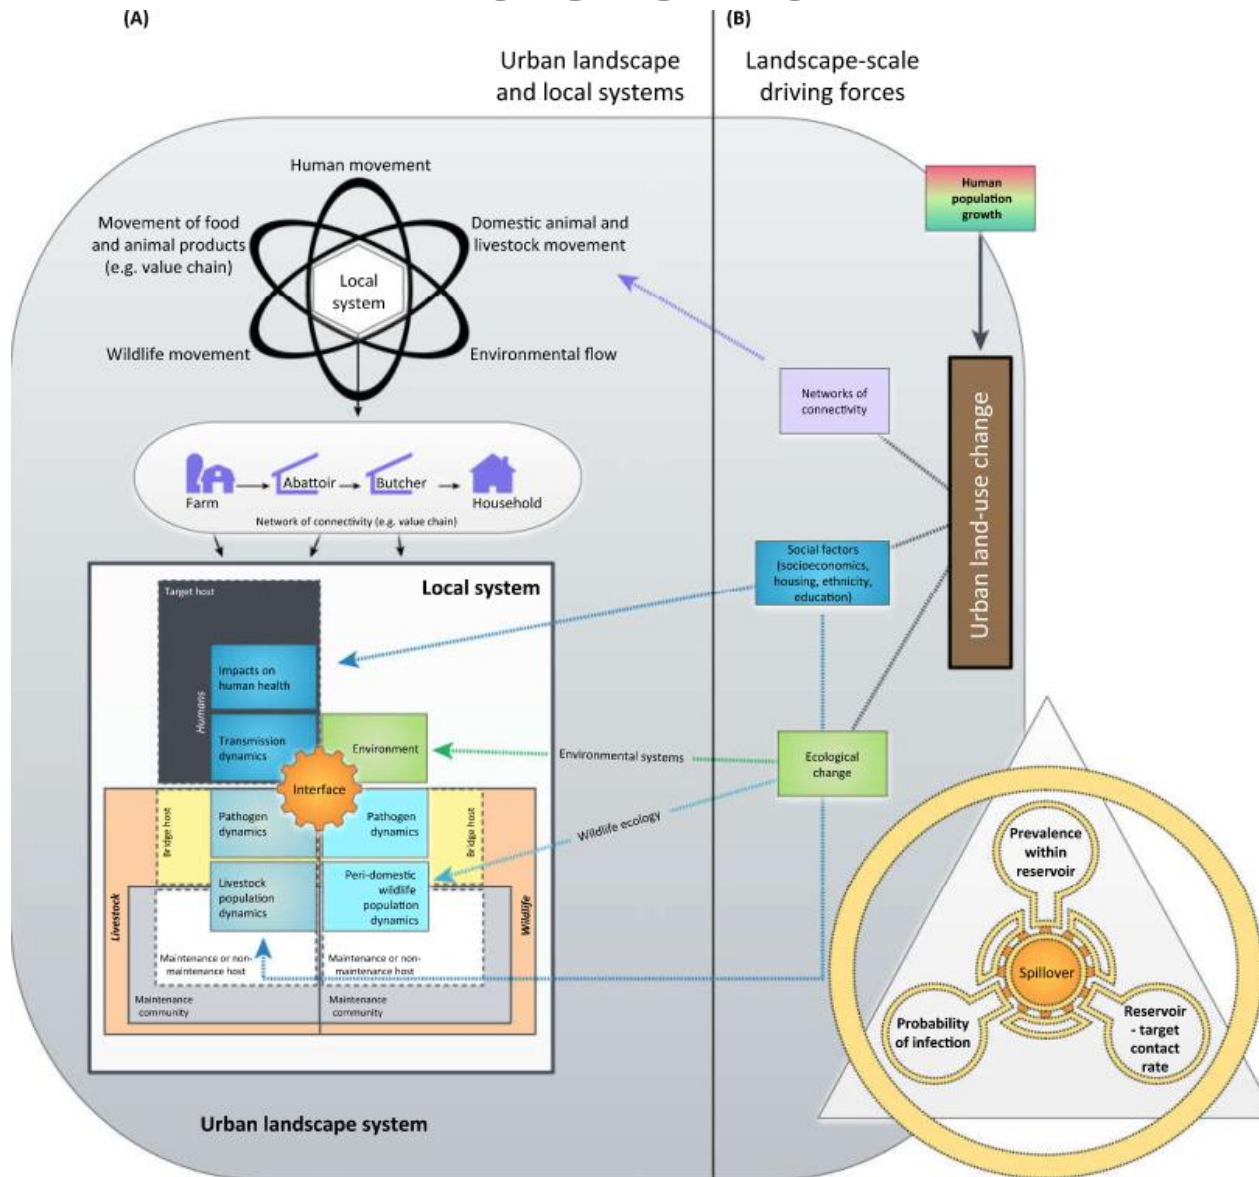 (A)
(B)
Urban landscape
and local systems
Landscape-scale
driving forces
Human movement
Movement of food
and animal products
(e.g. value chain)
Domestic animal and
livestock movement
Local
system
Wildlife movement
Environmental flow
Human
population
growth
Networks of
connectivity
Urban land-use change
Farm
Abattoir
Butcher
Household
Network of connectivity (e.g. value chain)
Social factors
(socioeconomics,
housing, ethnicity,
education)
Local system
Target host
Impacts on
human health
Humans
Transmission
dynamics
Environment
Interface
Environmental systems
Ecological
change
Wildlife ecology
Bridge host
Pathogen
dynamics
Pathogen
dynamics
Bridge host
Livestock
population
dynamics
Peri-domestic
wildlife
population
dynamics
Livestock
Wildlife
Maintenance or non-
maintenance host
Maintenance or non-
maintenance host
Maintenance
community
Maintenance
community
Urban landscape system
Prevalence
within
reservoir
Spillover
Probability
of infection
Reservoir
- target
contact
rate